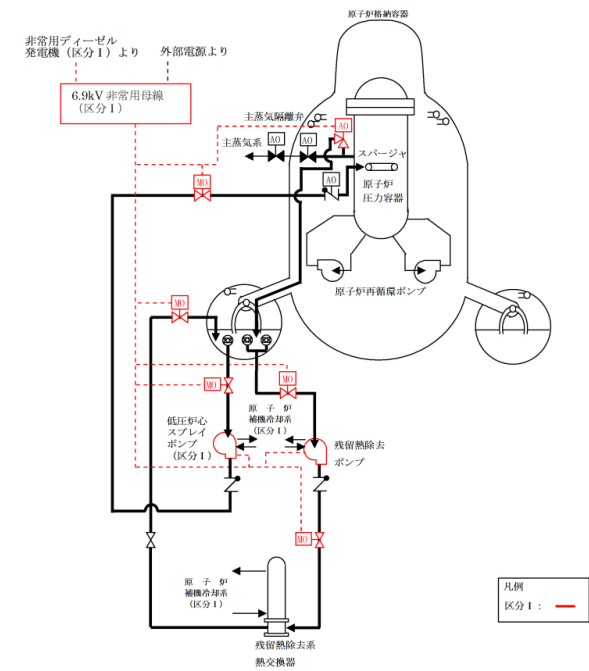 原子炉格納容器
非常用ディーゼル
発電機（区分Ⅰ）より
外部電源より
6.9kV 非常用母線
（区分Ⅰ）
主蒸気隔離弁
AO
主蒸気系
AO
AO
スパージャ
MO
AO
原子炉
圧力容器
原子炉再循環ポンプ
MO
MO
MO
低圧炉心
スプレイ
ポンプ
（区分Ⅰ）
原子炉
補機冷却系
（区分Ⅰ）
残留熱除去
ポンプ
MO
原子炉
補機冷却系
（区分Ⅰ）
残留熱除去系
熱交換器
凡例
区分Ⅰ：